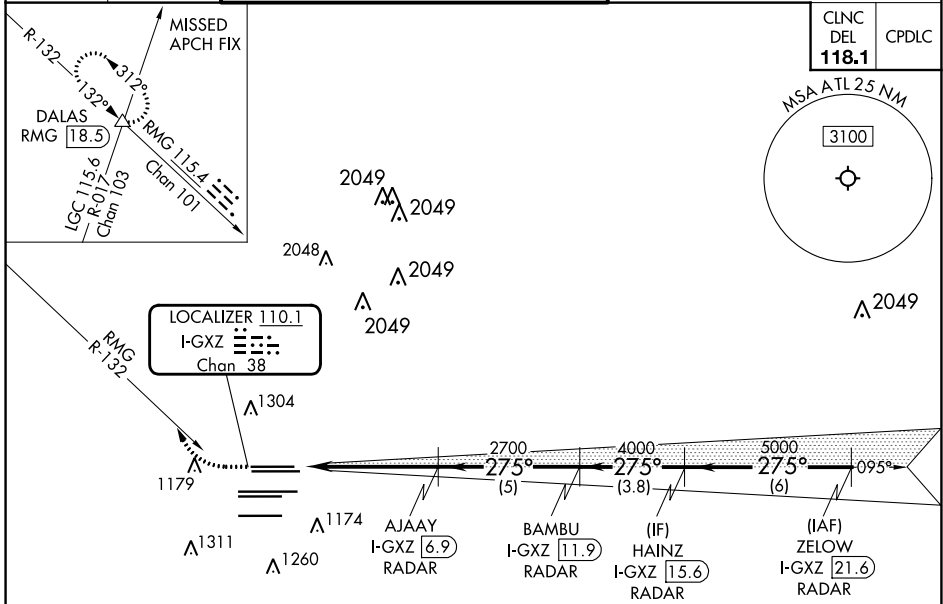 MISSED
APCH FIX
R-132
312°
132°
DALAS
RMG 18.5
RMG 115.4
Chan 101
LGC 115.6
R-017
Chan 103
CLNC
DEL
118.1
CPDLC
MSA ATL 25 NM
3100
2049
2049
2048
2049
2049
2049
LOCALIZER 110.1
I-GXZ
Chan 38
RMG
R-132
1304
1179
1311
1260
1174
2700
4000
5000
275°
275°
275°
095°
(5)
(3.8)
(6)
AJAAY
I-GXZ 6.9
RADAR
BAMBU
I-GXZ 11.9
RADAR
(IF)
HAINZ
I-GXZ 15.6
RADAR
(IAF)
ZELOW
I-GXZ 21.6
RADAR